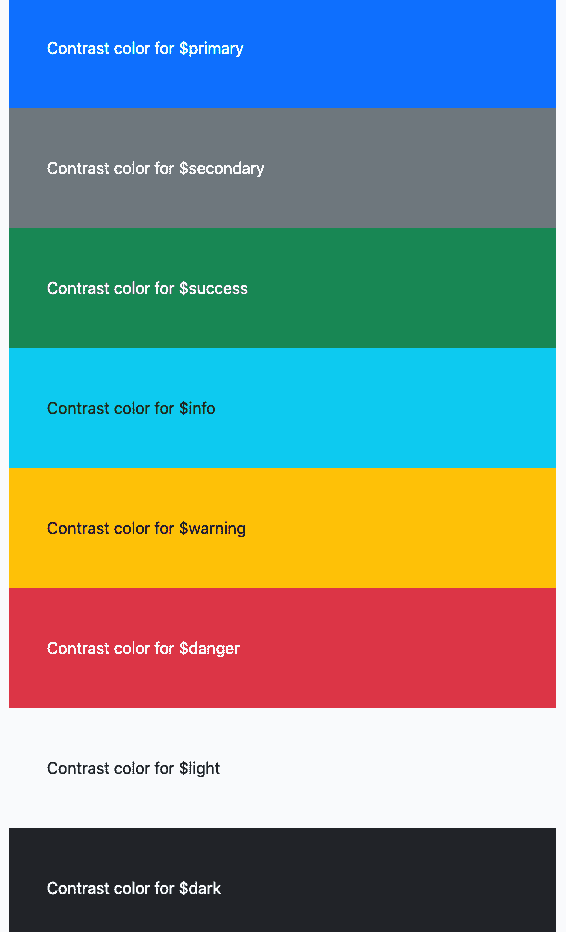 Contrast color for $primary
Contrast color for $secondary
Contrast color for $success
Contrast color for $info
Contrast color for $warning
Contrast color for $danger
Contrast color for $light
Contrast color for $dark